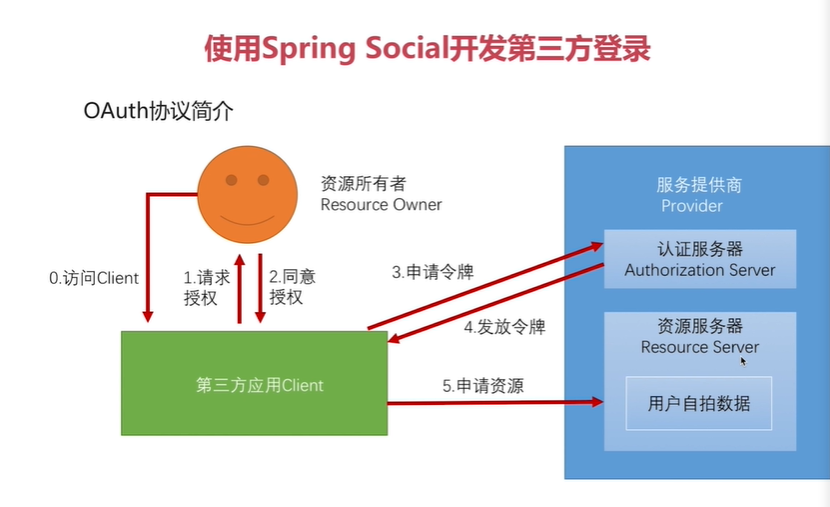 使用Spring Social开发第三方登录
OAuth协议简介
资源所有者
Resource Owner
服务提供商
Provider
认证服务器
Authorization Server
0.访问Client
1.请求
授权
2.同意
授权
3.申请令牌
4.发放令牌
资源服务器
Resource Server
第三方应用Client
5.申请资源
用户自拍数据